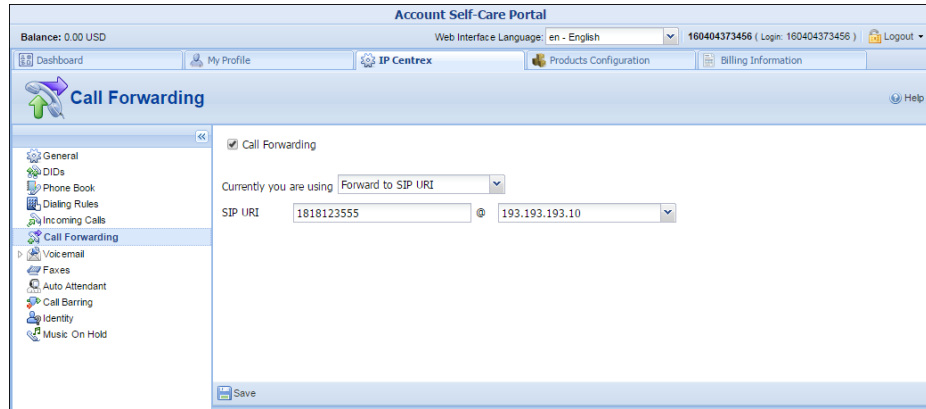 Account Self-Care Portal
Balance: 0.00 USD Web Interface Language: en - English 160404373456 ( Login: 160404373456 ) Logout
Dashboard My Profile IP Centrex Products Configuration Billing Information
Call Forwarding Help
Call Forwarding
General
DIDs
Phone Book
Dialing Rules
Incoming Calls
Call Forwarding
Voicemail
Faxes
Auto Attendant
Call Barring
Identity
Music On Hold
Currently you are using Forward to SIP URI
SIP URI 1818123555 @ 193.193.193.10
Save